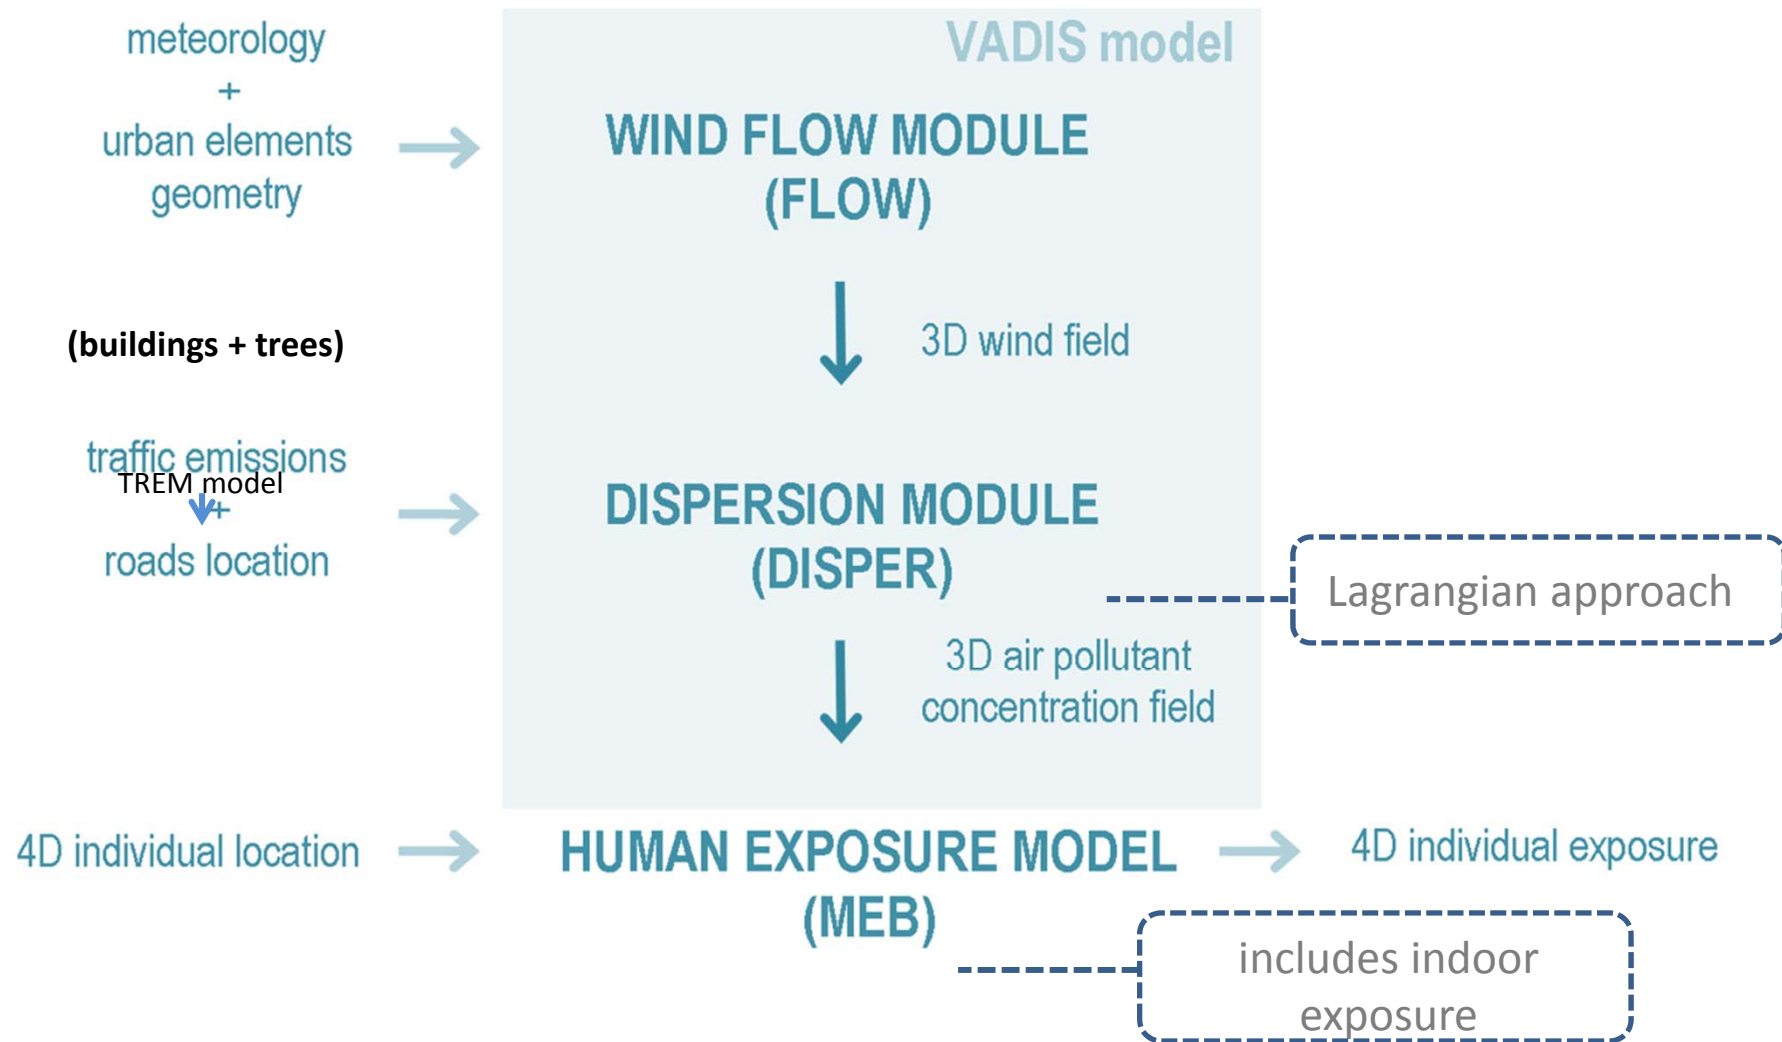 VADIS model
meteorology
+
urban elements
geometry
WIND FLOW MODULE
(FLOW)
(buildings + trees)
3D wind field
traffic emissions
TREM model
+
roads location
DISPERSION MODULE
(DISPER)
Lagrangian approach
3D air pollutant
concentration field
4D individual location
HUMAN EXPOSURE MODEL
(MEB)
4D individual exposure
includes indoor
exposure